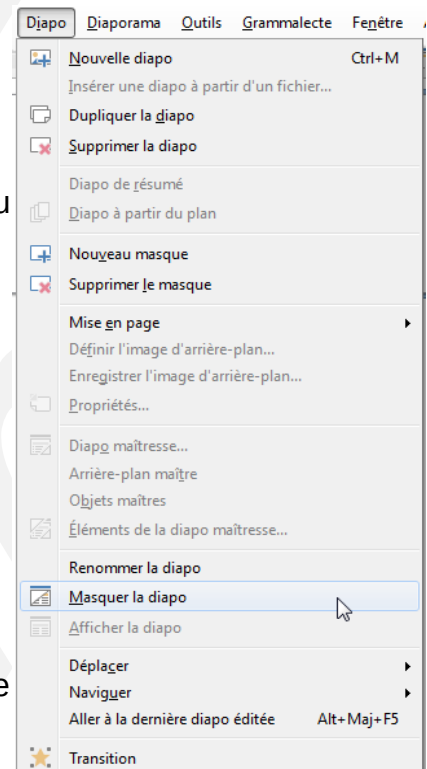 Diapo Diaporama Outils Grammalecte Fenêtre
Nouvelle diapo Ctrl+M
Insérer une diapo à partir d'un fichier...
Dupliquer la diapo
Supprimer la diapo
Diapo de résumé
u
Diapo à partir du plan
Nouveau masque
Supprimer le masque
Mise en page
Définir l'image d'arrière-plan...
Enregistrer l'image d'arrière-plan...
Propriétés...
Diapo maîtresse...
Arrière-plan maître
Objets maîtres
Éléments de la diapo maîtresse...
Renommer la diapo
Masquer la diapo
Afficher la diapo
Déplacer
e
Naviguer
Aller à la dernière diapo éditée Alt+Maj+F5
Transition